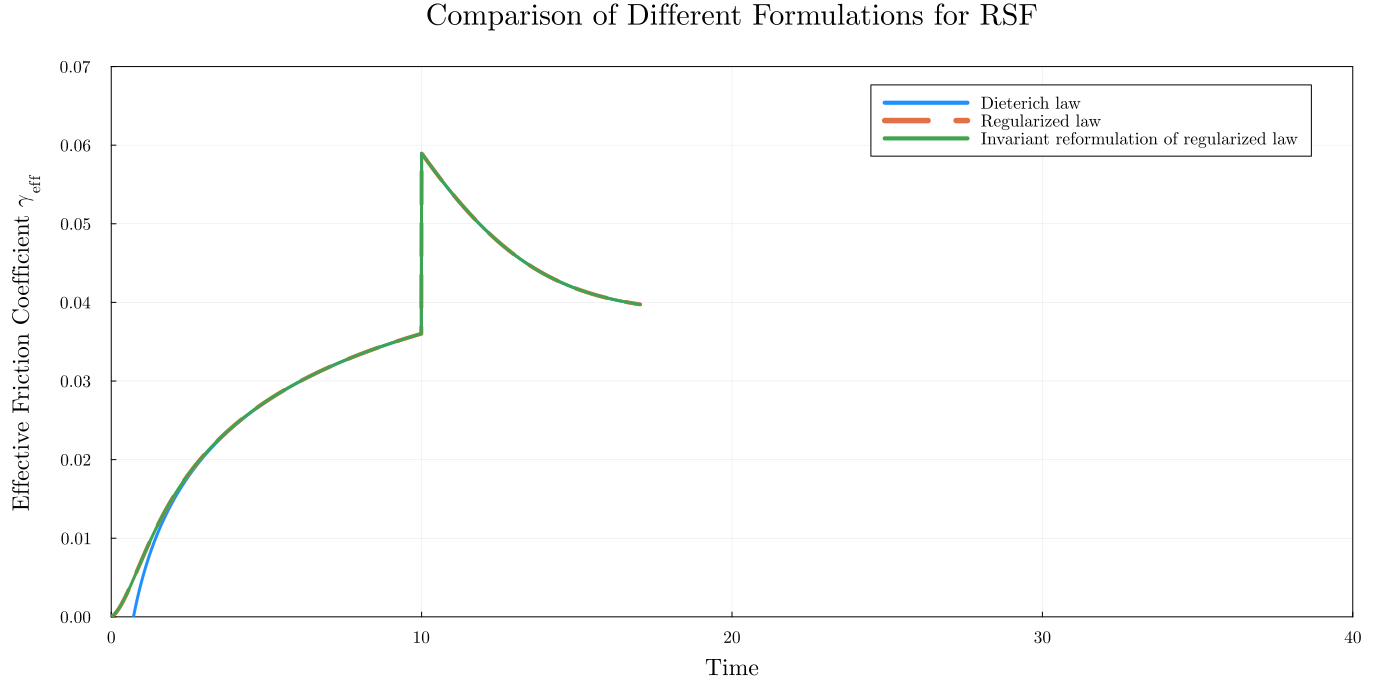 Comparison of Different Formulations for RSF
Effective Friction Coefficient γ_eff
0.07
0.06
0.05
0.04
0.03
0.02
0.01
0.00
Dieterich law
Regularized law
Invariant reformulation of regularized law
0 10 20 30 40
Time